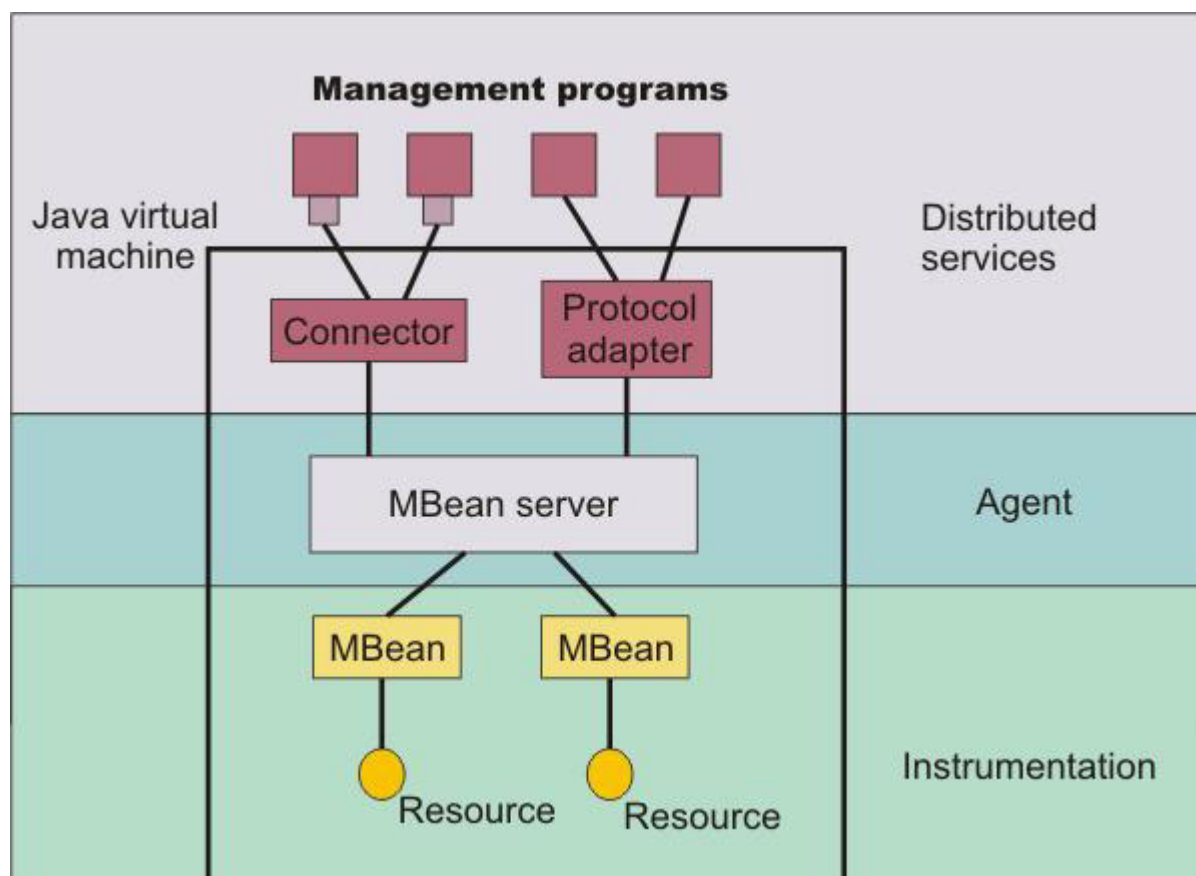 Management programs
Java virtual
machine
Distributed
services
Connector
Protocol
adapter
MBean server
Agent
MBean
MBean
Instrumentation
Resource
Resource